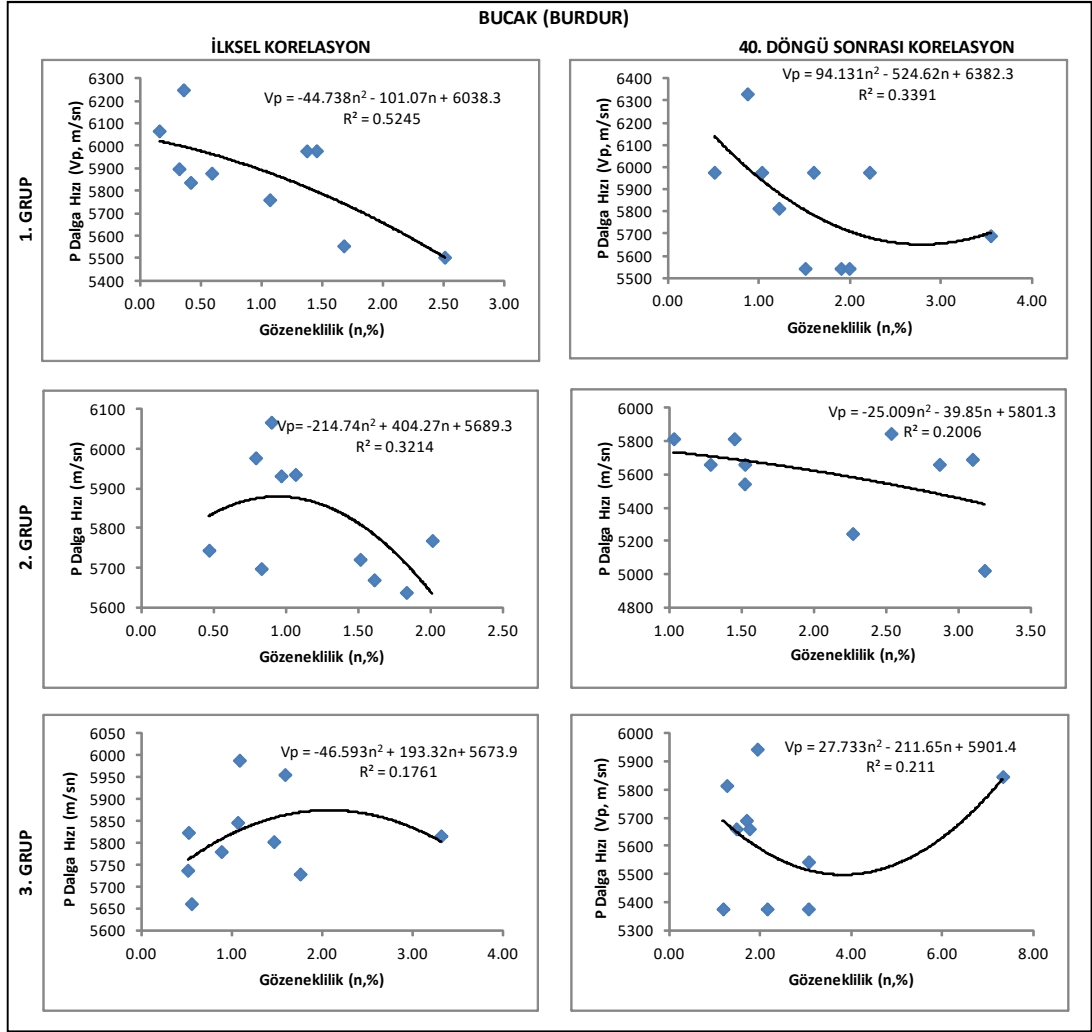 BUCAK (BURDUR)
İLKSEL KORELASYON
40. DÖNGÜ SONRASI KORELASYON
1. GRUP
P Dalga Hızı (Vp, m/sn)
6300
6200
6100
6000
5900
5800
5700
5600
5500
5400
Vp = -44.738n² - 101.07n + 6038.3
R² = 0.5245
0.00 0.50 1.00 1.50 2.00 2.50 3.00
Gözeneklilik (n,%)
P Dalga Hızı (Vp, m/sn)
6400
6300
6200
6100
6000
5900
5800
5700
5600
5500
Vp = 94.131n² - 524.62n + 6382.3
R² = 0.3391
0.00 1.00 2.00 3.00 4.00
Gözeneklilik (n,%)
2. GRUP
P Dalga Hızı (m/sn)
6100
6000
5900
5800
5700
5600
Vp= -214.74n² + 404.27n + 5689.3
R² = 0.3214
0.00 0.50 1.00 1.50 2.00 2.50
Gözeneklilik (n,%)
P Dalga Hızı (m/sn)
6000
5800
5600
5400
5200
5000
4800
Vp = -25.009n² - 39.85n + 5801.3
R² = 0.2006
1.00 1.50 2.00 2.50 3.00 3.50
Gözeneklilik (n,%)
3. GRUP
P Dalga Hızı (m/sn)
6050
6000
5950
5900
5850
5800
5750
5700
5650
5600
Vp = -46.593n² + 193.32n+ 5673.9
R² = 0.1761
0.00 1.00 2.00 3.00 4.00
Gözeneklilik (n,%)
P Dalga Hızı (Vp, m/sn)
6000
5900
5800
5700
5600
5500
5400
5300
Vp = 27.733n² - 211.65n + 5901.4
R² = 0.211
0.00 2.00 4.00 6.00 8.00
Gözeneklilik (n,%)